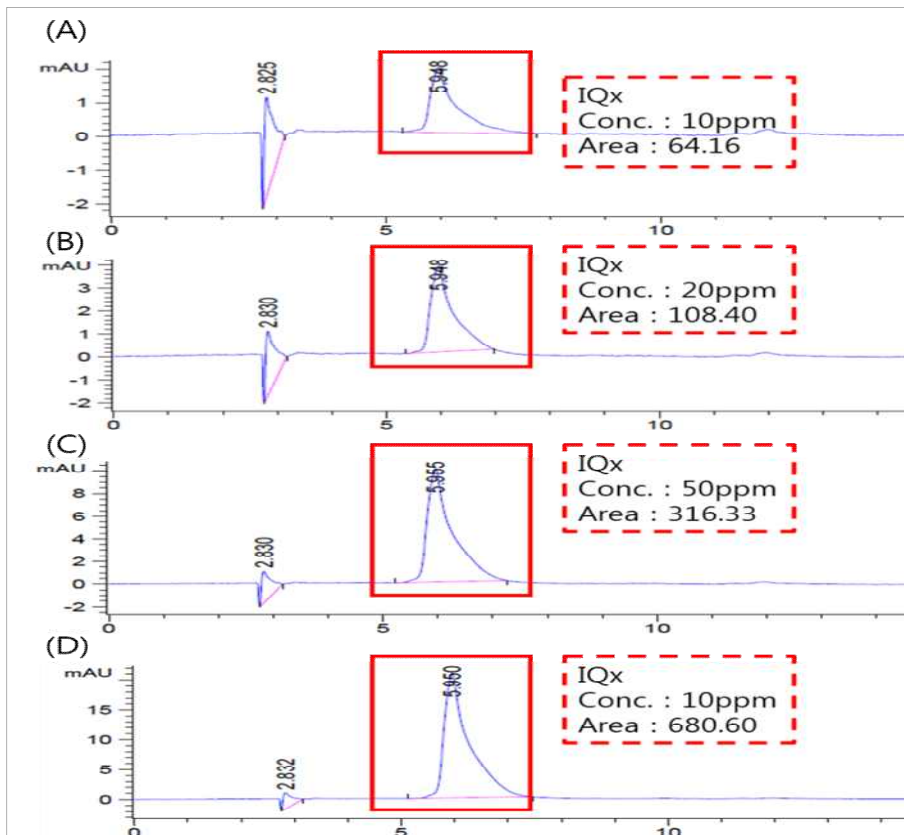 (A)
mAU
2.825
5.948
IQx
Conc. : 10ppm
Area : 64.16
1
0
-1
-2
0
5
10
(B)
mAU
2.830
5.948
IQx
Conc. : 20ppm
Area : 108.40
3
2
1
0
-1
-2
0
5
10
(C)
mAU
2.830
5.955
IQx
Conc. : 50ppm
Area : 316.33
8
6
4
2
0
-2
0
5
10
(D)
mAU
2.832
5.950
IQx
Conc. : 10ppm
Area : 680.60
15
10
5
0
0
5
10